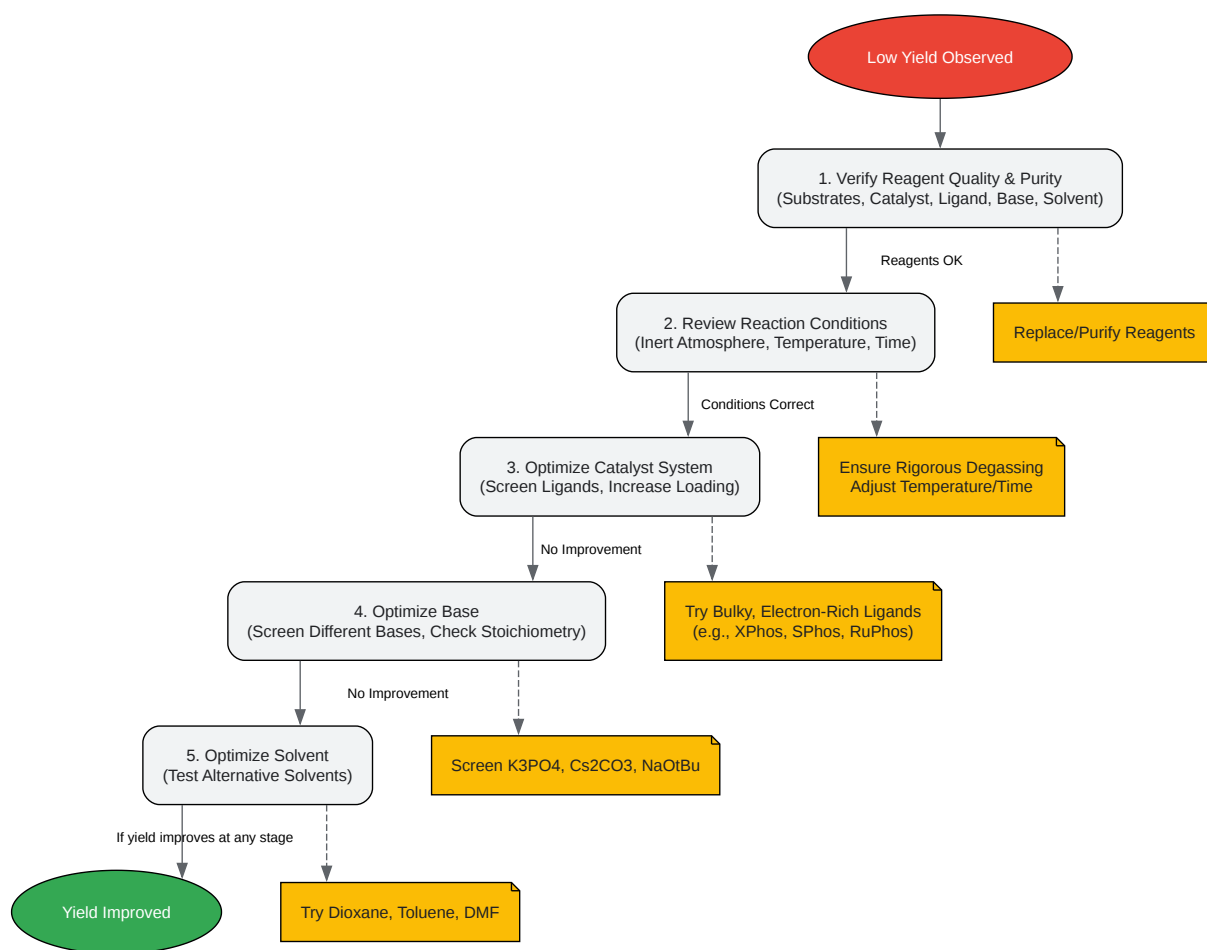 Low Yield Observed
1. Verify Reagent Quality & Purity
(Substrates, Catalyst, Ligand, Base, Solvent)
Reagents OK
2. Review Reaction Conditions
(Inert Atmosphere, Temperature, Time)
Replace/Purify Reagents
Conditions Correct
3. Optimize Catalyst System
(Screen Ligands, Increase Loading)
Ensure Rigorous Degassing
Adjust Temperature/Time
No Improvement
4. Optimize Base
(Screen Different Bases, Check Stoichiometry)
Try Bulky, Electron-Rich Ligands
(e.g., XPhos, SPhos, RuPhos)
No Improvement
5. Optimize Solvent
(Test Alternative Solvents)
Screen K3PO4, Cs2CO3, NaOtBu
If yield improves at any stage
Yield Improved
Try Dioxane, Toluene, DMF